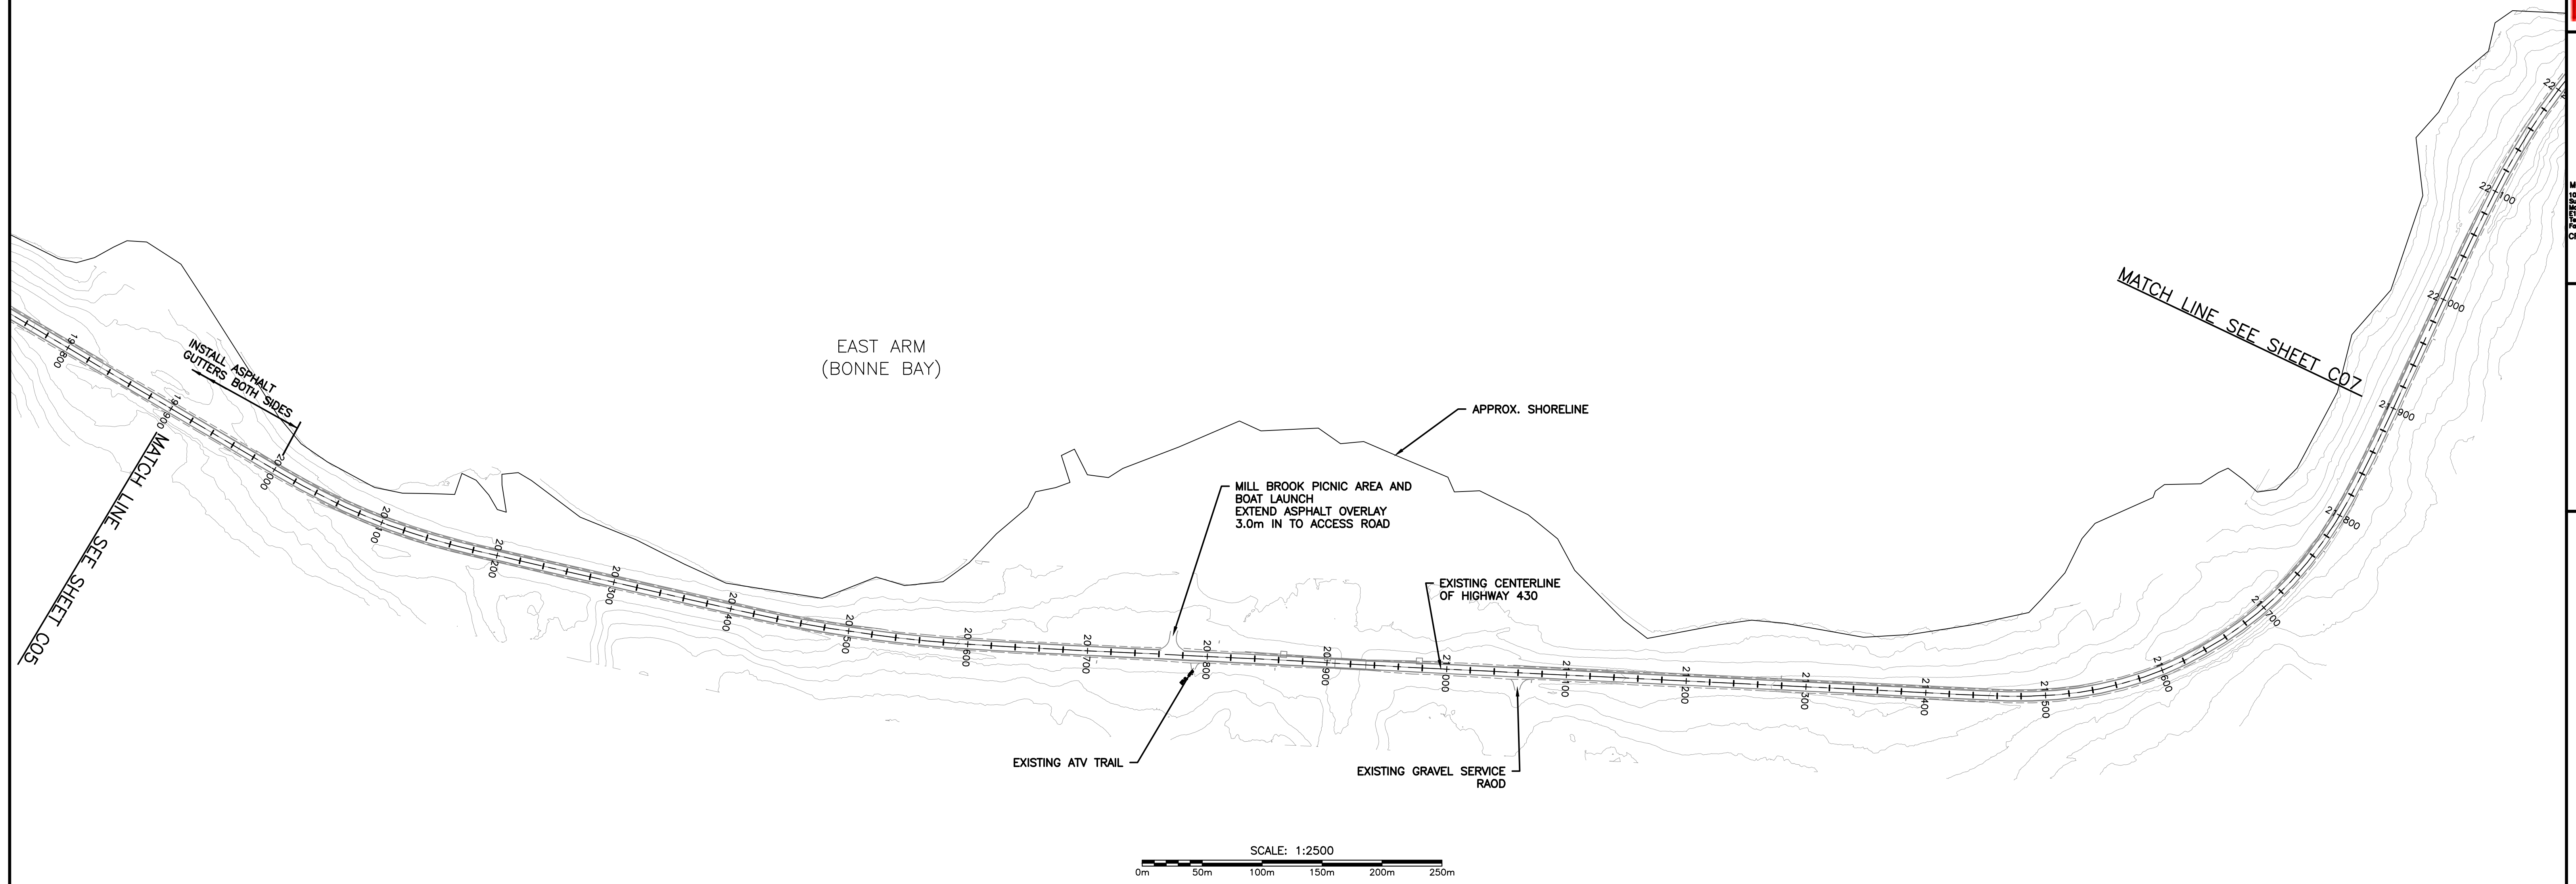 EAST ARM
(BONNE BAY)
INSTALL ASPHALT
GUTTERS BOTH SIDES
MATCH LINE SEE SHEET C05
MATCH LINE SEE SHEET C07
APPROX. SHORELINE
MILL BROOK PICNIC AREA AND
BOAT LAUNCH
EXTEND ASPHALT OVERLAY
3.0m IN TO ACCESS ROAD
EXISTING CENTERLINE
OF HIGHWAY 430
EXISTING ATV TRAIL
EXISTING GRAVEL SERVICE
RAOD
19+800
19+900
20+000
20+100
20+200
20+300
20+400
20+500
20+600
20+700
20+800
20+900
21+000
21+100
21+200
21+300
21+400
21+500
21+600
21+700
21+800
21+900
22+000
22+100
SCALE: 1:2500
0m 50m 100m 150m 200m 250m